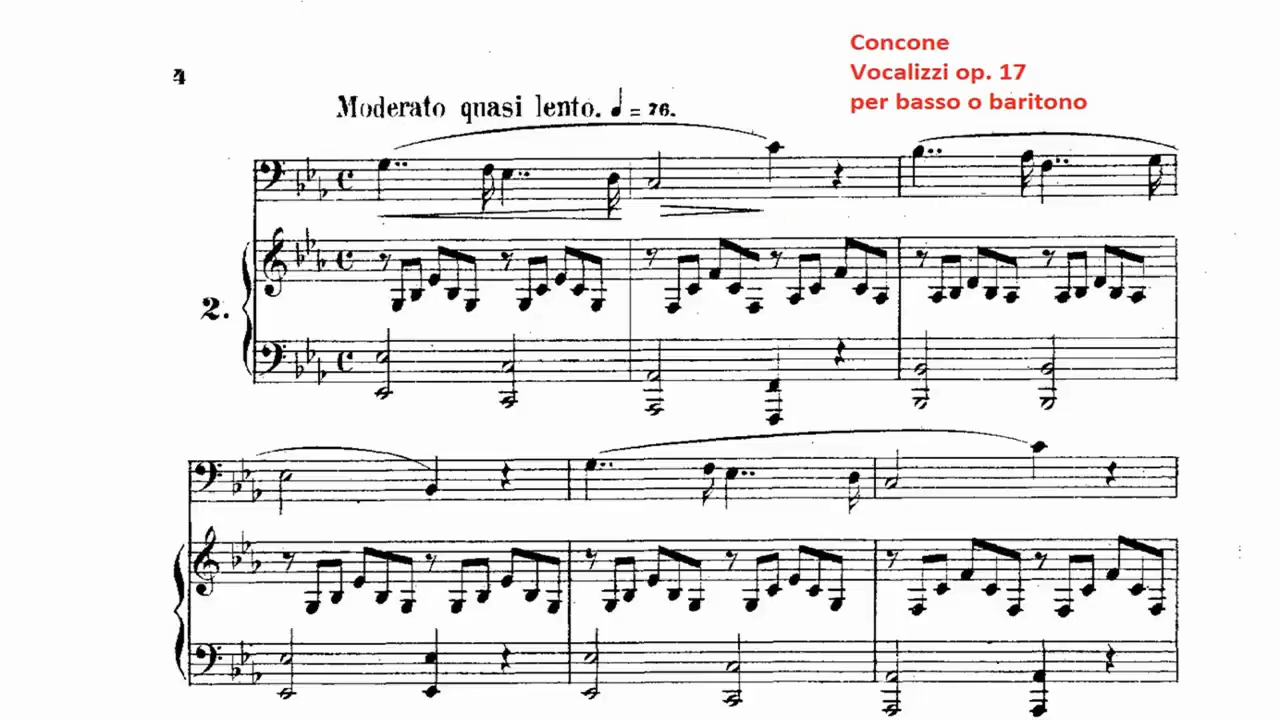 Concone
Vocalizzi op. 17
per basso o baritono
4
Moderato quasi lento. ♩ = 76.
2.